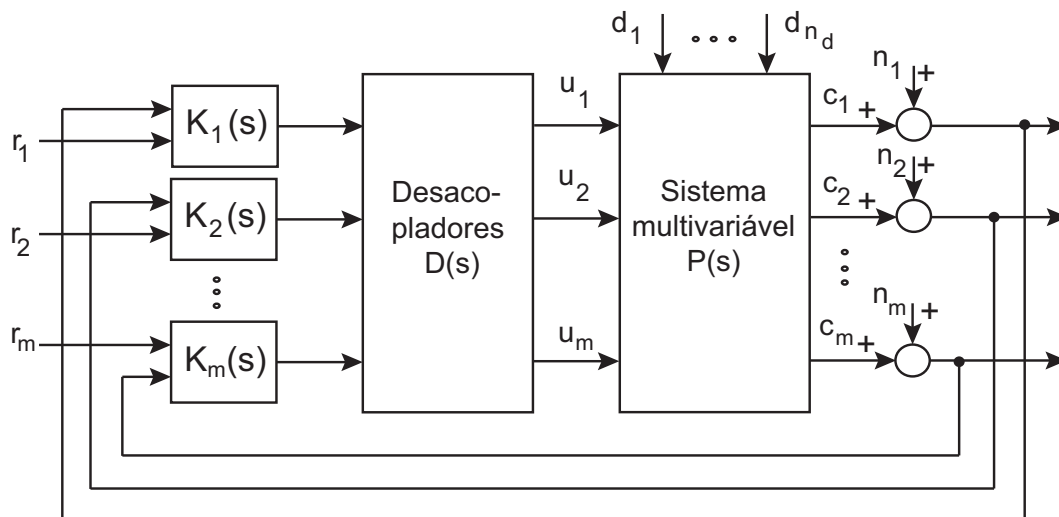 d1 d nd
n1 +
K1(s) u1 c1 +
r1
n2 +
K2(s) Desaco- u2 Sistema c2 +
r2 pladores multivariável
D(s) P(s)
nm +
rm Km(s) um cm +